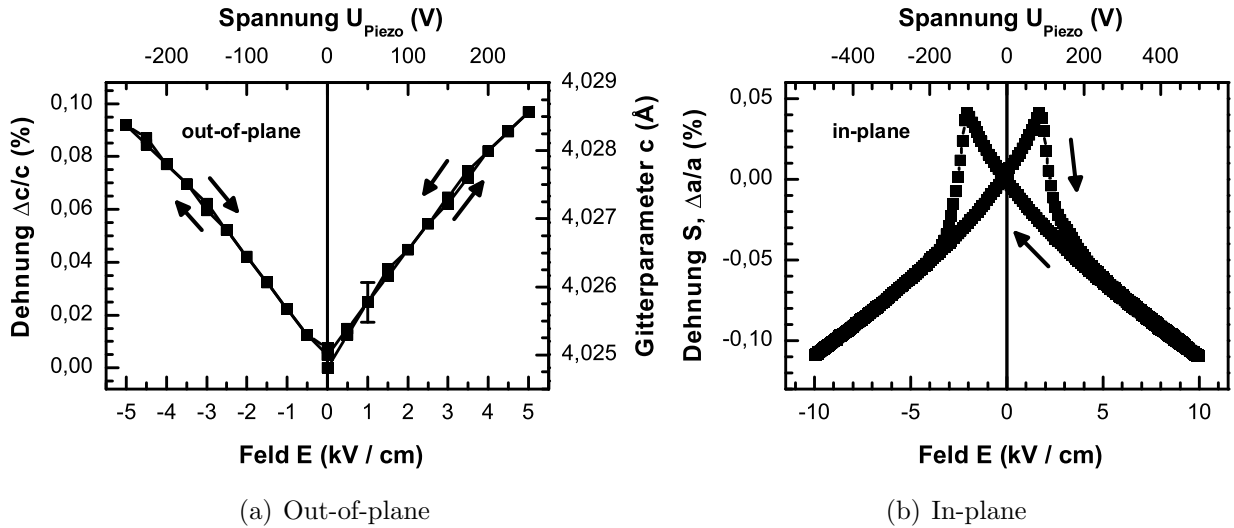 Spannung U_Piezo (V)
-200 -100 0 100 200
0,10
0,08
0,06
0,04
0,02
0,00
Dehnung Δc/c (%)
out-of-plane
4,029
4,028
4,027
4,026
4,025
Gitterparameter c (Å)
-5 -4 -3 -2 -1 0 1 2 3 4 5
Feld E (kV / cm)
(a) Out-of-plane
Spannung U_Piezo (V)
-400 -200 0 200 400
0,05
0,00
-0,05
-0,10
Dehnung S, Δa/a (%)
in-plane
-10 -5 0 5 10
Feld E (kV / cm)
(b) In-plane